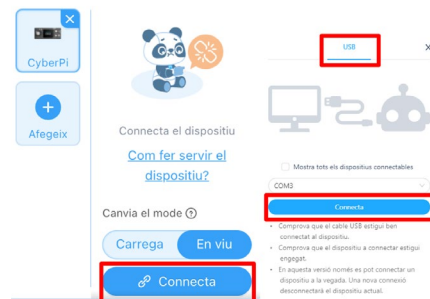 CyberPi
Afegeix
Connecta el dispositiu
Com fer servir el
dispositiu?
Canvia el mode
Carrega
En viu
Connecta
USB
Mostra tots els dispositius connectables
COM3
Connecta
• Comprova que el cable USB estigui ben
connectat al dispositiu.
• Comprova que el dispositiu a connectar estigui
engegat.
• En aquesta versió només es pot connectar un
dispositiu a la vegada. Una nova connexió
desconnectarà el dispositiu actual.